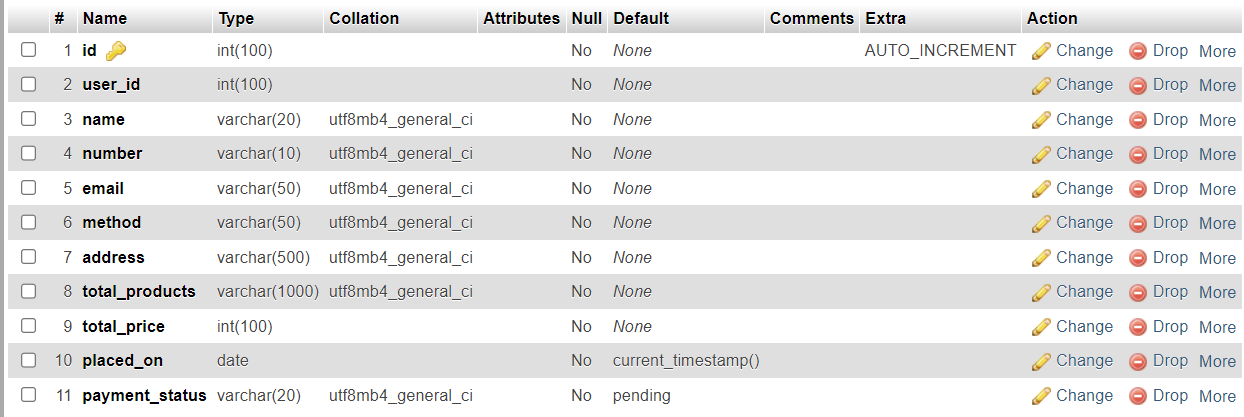 # Name Type Collation Attributes Null Default Comments Extra Action
1 id int(100) No None AUTO_INCREMENT Change Drop More
2 user_id int(100) No None Change Drop More
3 name varchar(20) utf8mb4_general_ci No None Change Drop More
4 number varchar(10) utf8mb4_general_ci No None Change Drop More
5 email varchar(50) utf8mb4_general_ci No None Change Drop More
6 method varchar(50) utf8mb4_general_ci No None Change Drop More
7 address varchar(500) utf8mb4_general_ci No None Change Drop More
8 total_products varchar(1000) utf8mb4_general_ci No None Change Drop More
9 total_price int(100) No None Change Drop More
10 placed_on date No current_timestamp() Change Drop More
11 payment_status varchar(20) utf8mb4_general_ci No pending Change Drop More